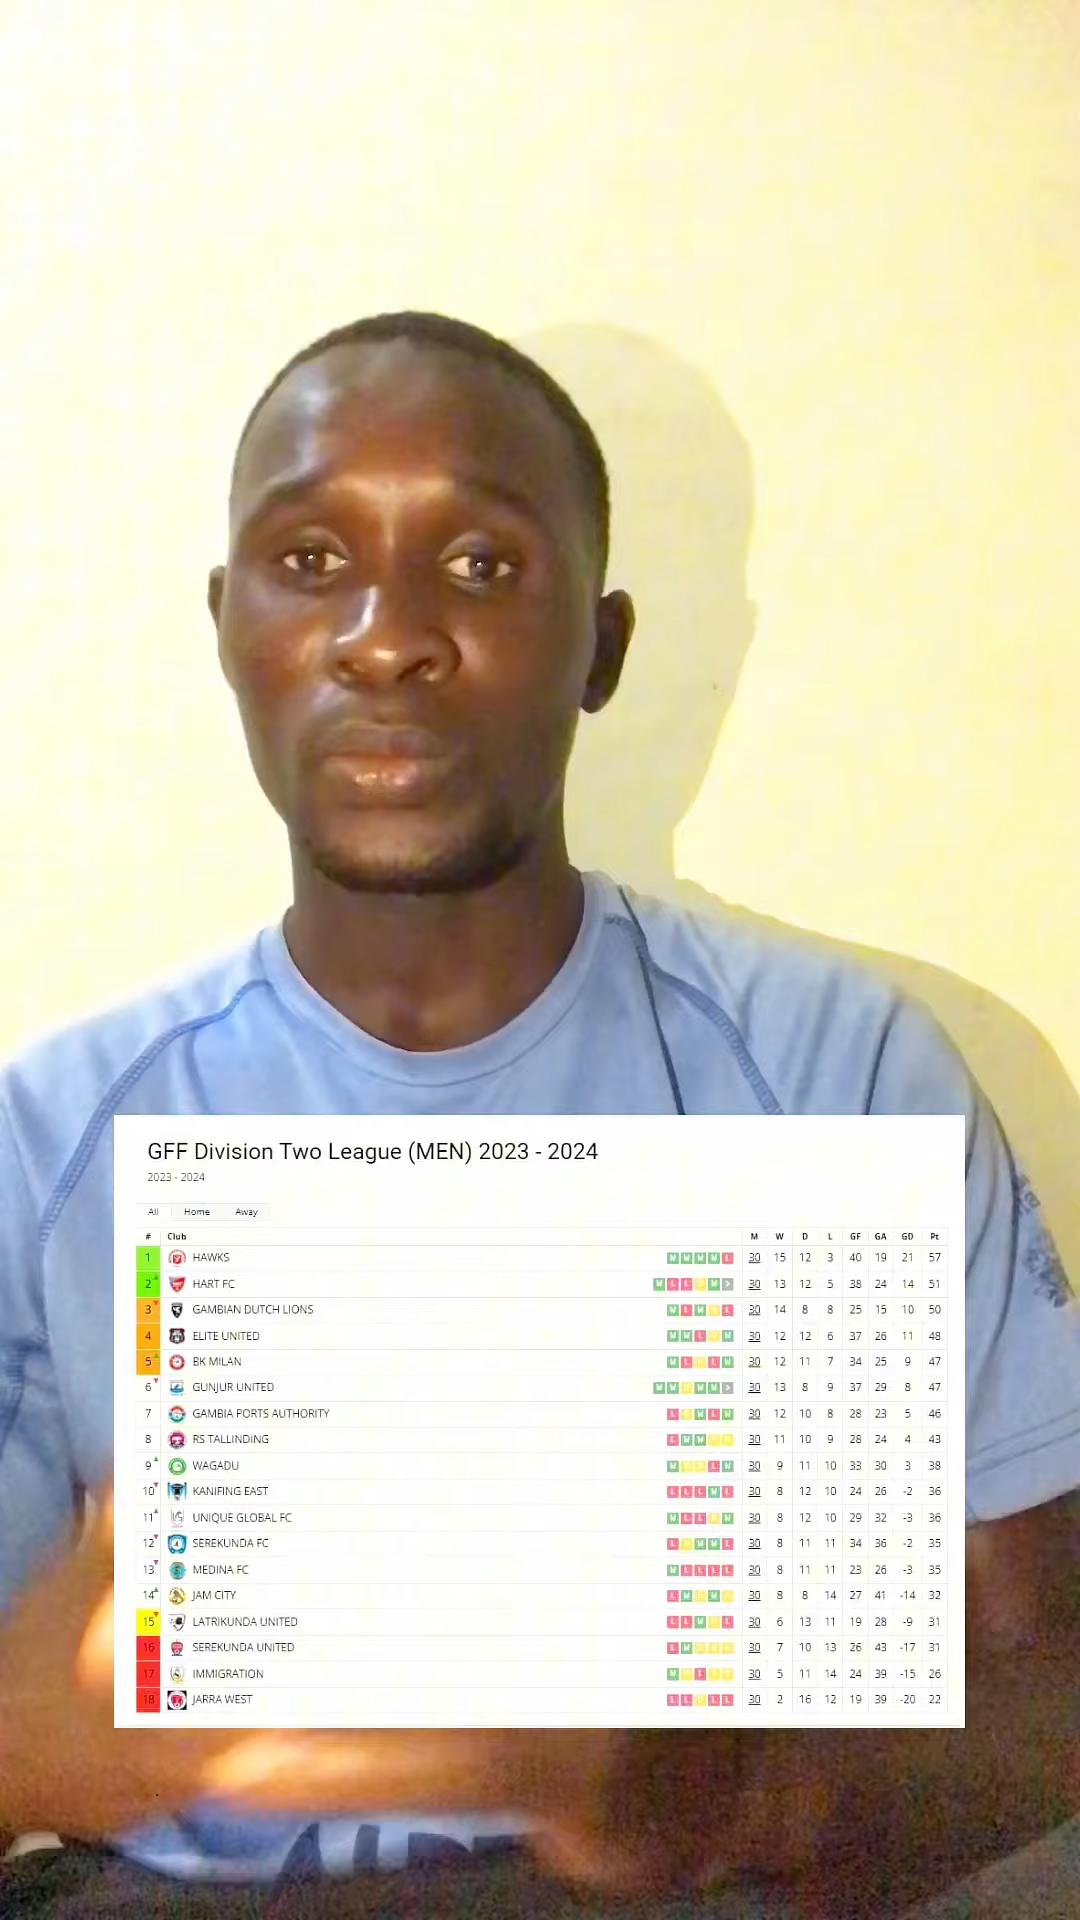 GFF Division Two League (MEN) 2023 - 2024
2023 - 2024
All Home Away
# Club M W D L GF GA GD Pt
1 HAWKS W W W W L 30 15 12 3 40 19 21 57
2 HART FC W L L D W > 30 13 12 5 38 24 14 51
3 GAMBIAN DUTCH LIONS W L W D L 30 14 8 8 25 15 10 50
4 ELITE UNITED W W L D W 30 12 12 6 37 26 11 48
5 BK MILAN W L D L W 30 12 11 7 34 25 9 47
6 GUNJUR UNITED W W D W W > 30 13 8 9 37 29 8 47
7 GAMBIA PORTS AUTHORITY L D W L W 30 12 10 8 28 23 5 46
8 RS TALLINDING L W W D D 30 11 10 9 28 24 4 43
9 WAGADU W D D L W 30 9 11 10 33 30 3 38
10 KANIFING EAST L L L W L 30 8 12 10 24 26 -2 36
11 UNIQUE GLOBAL FC W L L D W 30 8 12 10 29 32 -3 36
12 SEREKUNDA FC L D W W L 30 8 11 11 34 36 -2 35
13 MEDINA FC W L L L L 30 8 11 11 23 26 -3 35
14 JAM CITY L W D W D 30 8 8 14 27 41 -14 32
15 LATRIKUNDA UNITED L L W D L 30 6 13 11 19 28 -9 31
16 SEREKUNDA UNITED L W D D D 30 7 10 13 26 43 -17 31
17 IMMIGRATION W D L D D 30 5 11 14 24 39 -15 26
18 JARRA WEST L L D L L 30 2 16 12 19 39 -20 22